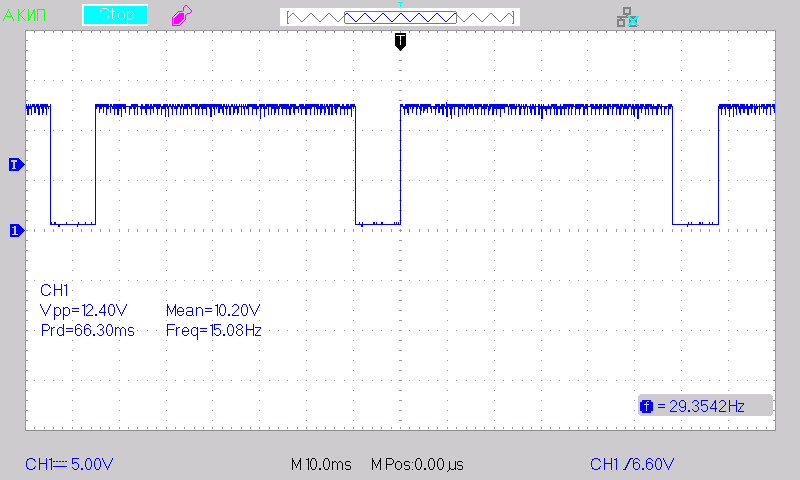 АКИП Stop
T
T
1
CH1
Vpp=12.40V Mean=10.20V
Prd=66.30ms Freq=15.08Hz
f = 29.3542Hz
CH1 5.00V M 10.0ms M Pos:0.00µs CH1 /6.60V